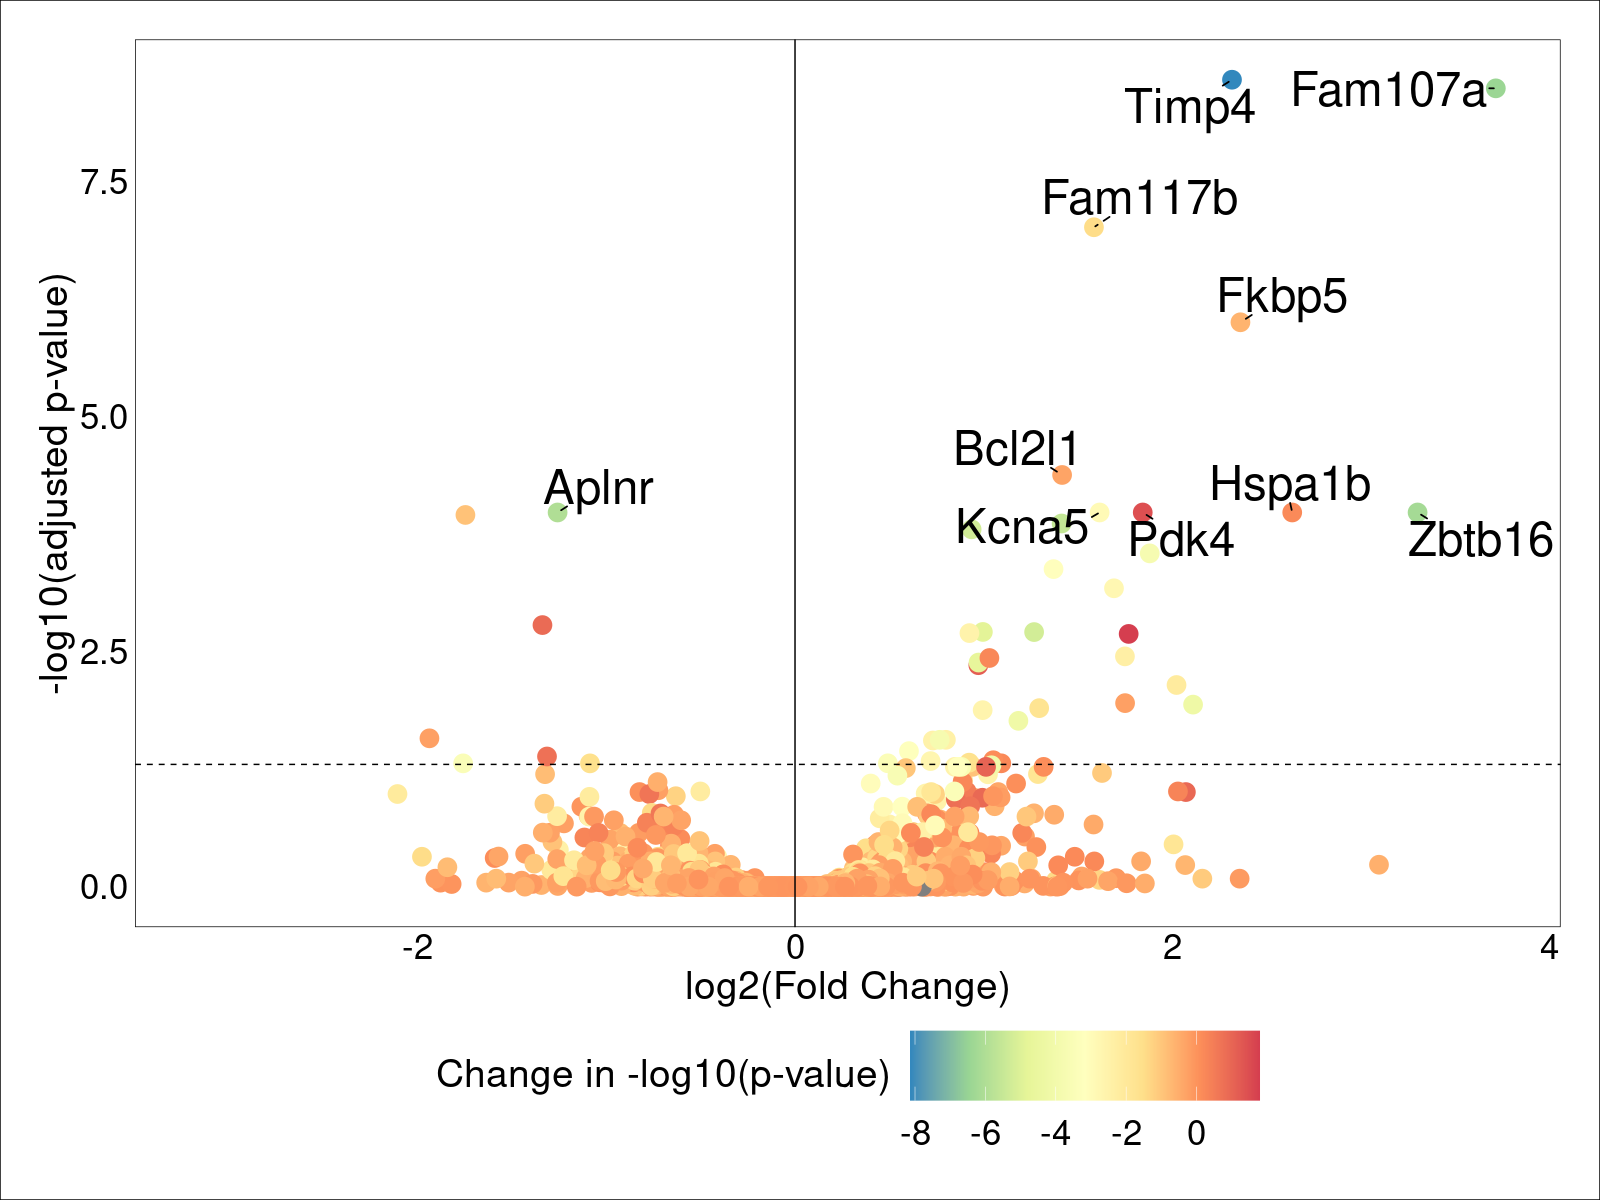 Timp4
Fam107a
Fam117b
Fkbp5
Bcl2l1
Aplnr
Hspa1b
Kcna5
Pdk4
Zbtb16
-log10(adjusted p-value)
7.5
5.0
2.5
0.0
-2 0 2 4
log2(Fold Change)
Change in -log10(p-value)
-8 -6 -4 -2 0